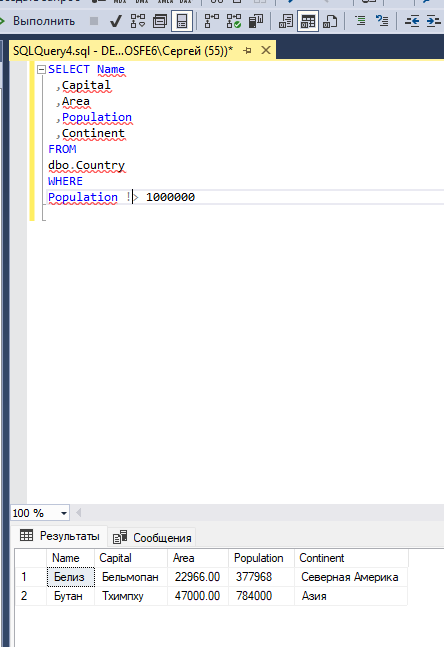 Выполнить
SQLQuery4.sql - DE...OSFE6\Сергей (55))*
SELECT Name
,Capital
,Area
,Population
,Continent
FROM
dbo.Country
WHERE
Population !> 1000000
100 %
Результаты Сообщения
Name Capital Area Population Continent
1 Белиз Бельмопан 22966.00 377968 Северная Америка
2 Бутан Тхимпху 47000.00 784000 Азия